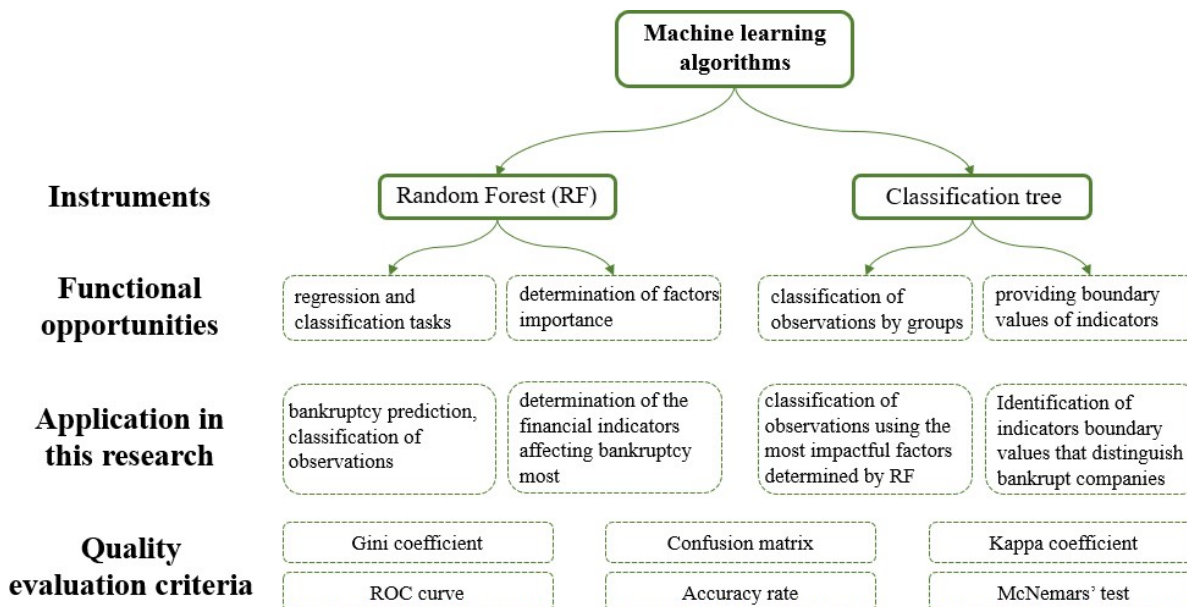 Machine learning
algorithms
Instruments
Random Forest (RF)
Classification tree
Functional
opportunities
regression and
classification tasks
determination of factors
importance
classification of
observations by groups
providing boundary
values of indicators
Application in
this research
bankruptcy prediction,
classification of
observations
determination of the
financial indicators
affecting bankruptcy
most
classification of
observations using the
most impactful factors
determined by RF
Identification of
indicators boundary
values that distinguish
bankrupt companies
Quality
evaluation criteria
Gini coefficient
Confusion matrix
Kappa coefficient
ROC curve
Accuracy rate
McNemars’ test